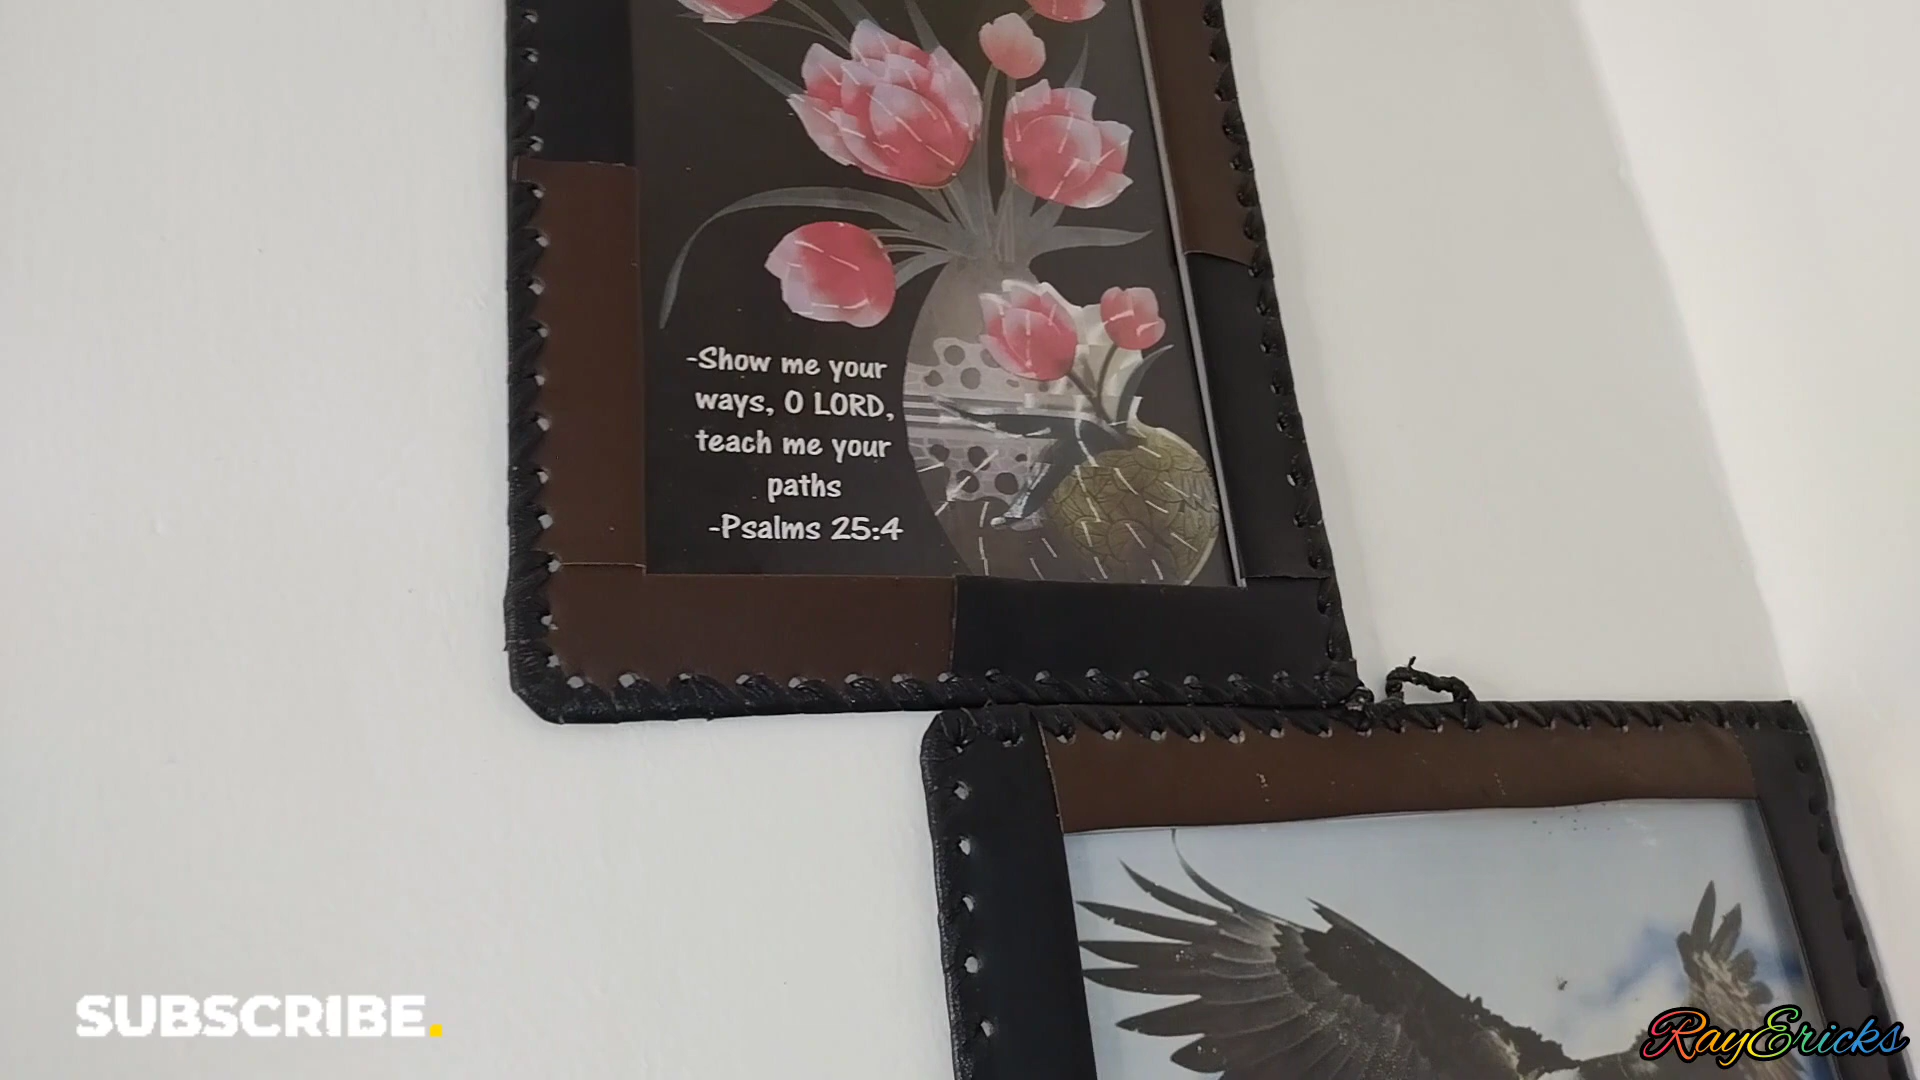 -Show me your
ways, O LORD,
teach me your
paths
-Psalms 25:4
SUBSCRIBE.
RayEricks